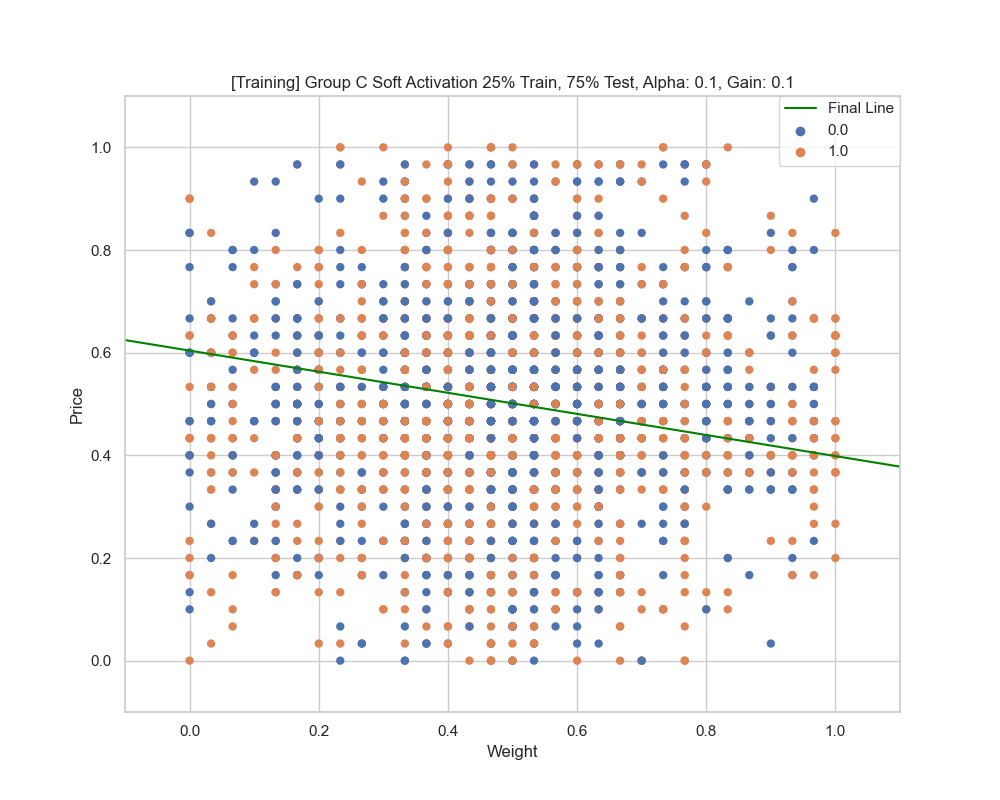 [Training] Group C Soft Activation 25% Train, 75% Test, Alpha: 0.1, Gain: 0.1
Final Line
0.0
1.0
1.0
0.8
0.6
0.4
0.2
0.0
Price
0.0 0.2 0.4 0.6 0.8 1.0
Weight